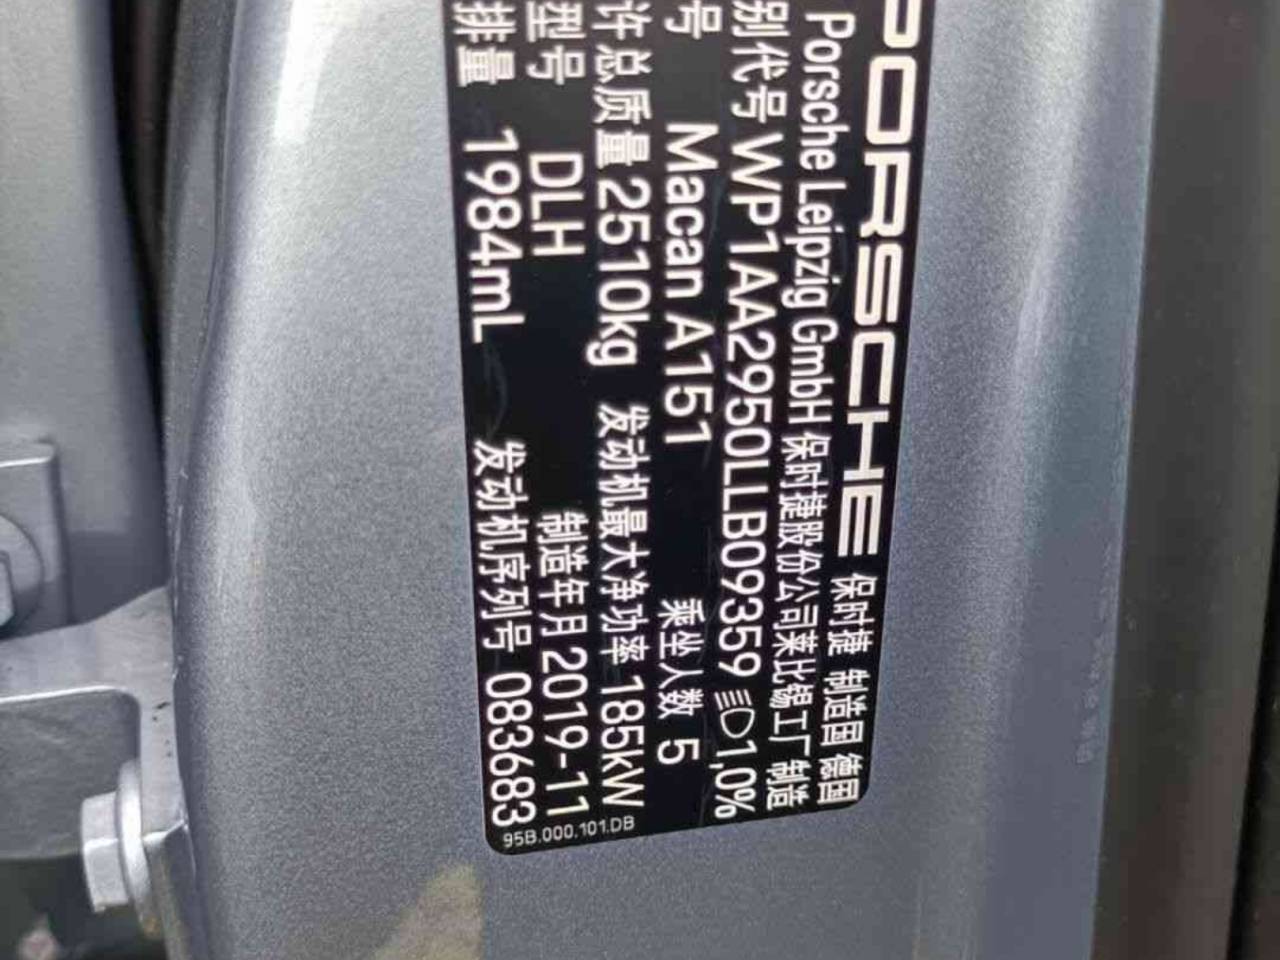 PORSCHE 保时捷 制造国 德国
Porsche Leipzig GmbH 保时捷股份公司莱比锡工厂制造
别代号 WP1AA2950LLB09359 1,0%
号 Macan A151 乘坐人数 5
许总质量 2510kg 发动机最大净功率 185kW
型号 DLH 制造年月 2019-11
排量 1984mL 发动机序列号 083683
95B.000.101.DB